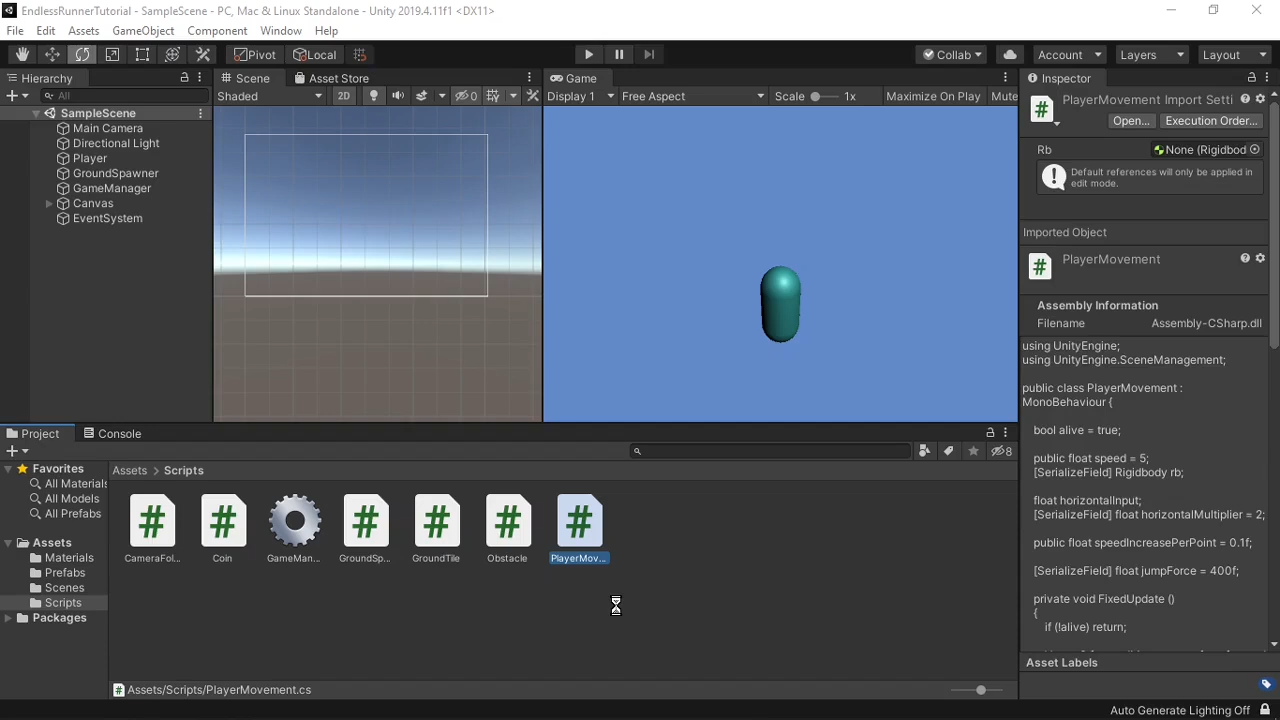 EndlessRunnerTutorial - SampleScene - PC, Mac & Linux Standalone - Unity 2019.4.11f1 <DX11>
File Edit Assets GameObject Component Window Help
Pivot Local Collab Account Layers Layout
Hierarchy
All
SampleScene
Main Camera
Directional Light
Player
GroundSpawner
GameManager
Canvas
EventSystem
Scene Asset Store
Shaded 2D 0
Game
Display 1 Free Aspect Scale 1x Maximize On Play Mute
Inspector
PlayerMovement Import Setti
Open... Execution Order...
Rb None (Rigidbod
Default references will only be applied in
edit mode.
Imported Object
PlayerMovement
Assembly Information
Filename Assembly-CSharp.dll
using UnityEngine;
using UnityEngine.SceneManagement;
public class PlayerMovement :
MonoBehaviour {
bool alive = true;
public float speed = 5;
[SerializeField] Rigidbody rb;
float horizontalInput;
[SerializeField] float horizontalMultiplier = 2;
public float speedIncreasePerPoint = 0.1f;
[SerializeField] float jumpForce = 400f;
private void FixedUpdate ()
{
if (!alive) return;
Asset Labels
Project Console
8
Favorites
All Materials
All Models
All Prefabs
Assets
Materials
Prefabs
Scenes
Scripts
Packages
Assets > Scripts
CameraFol... Coin GameMan... GroundSp... GroundTile Obstacle PlayerMov...
Assets/Scripts/PlayerMovement.cs
Auto Generate Lighting Off